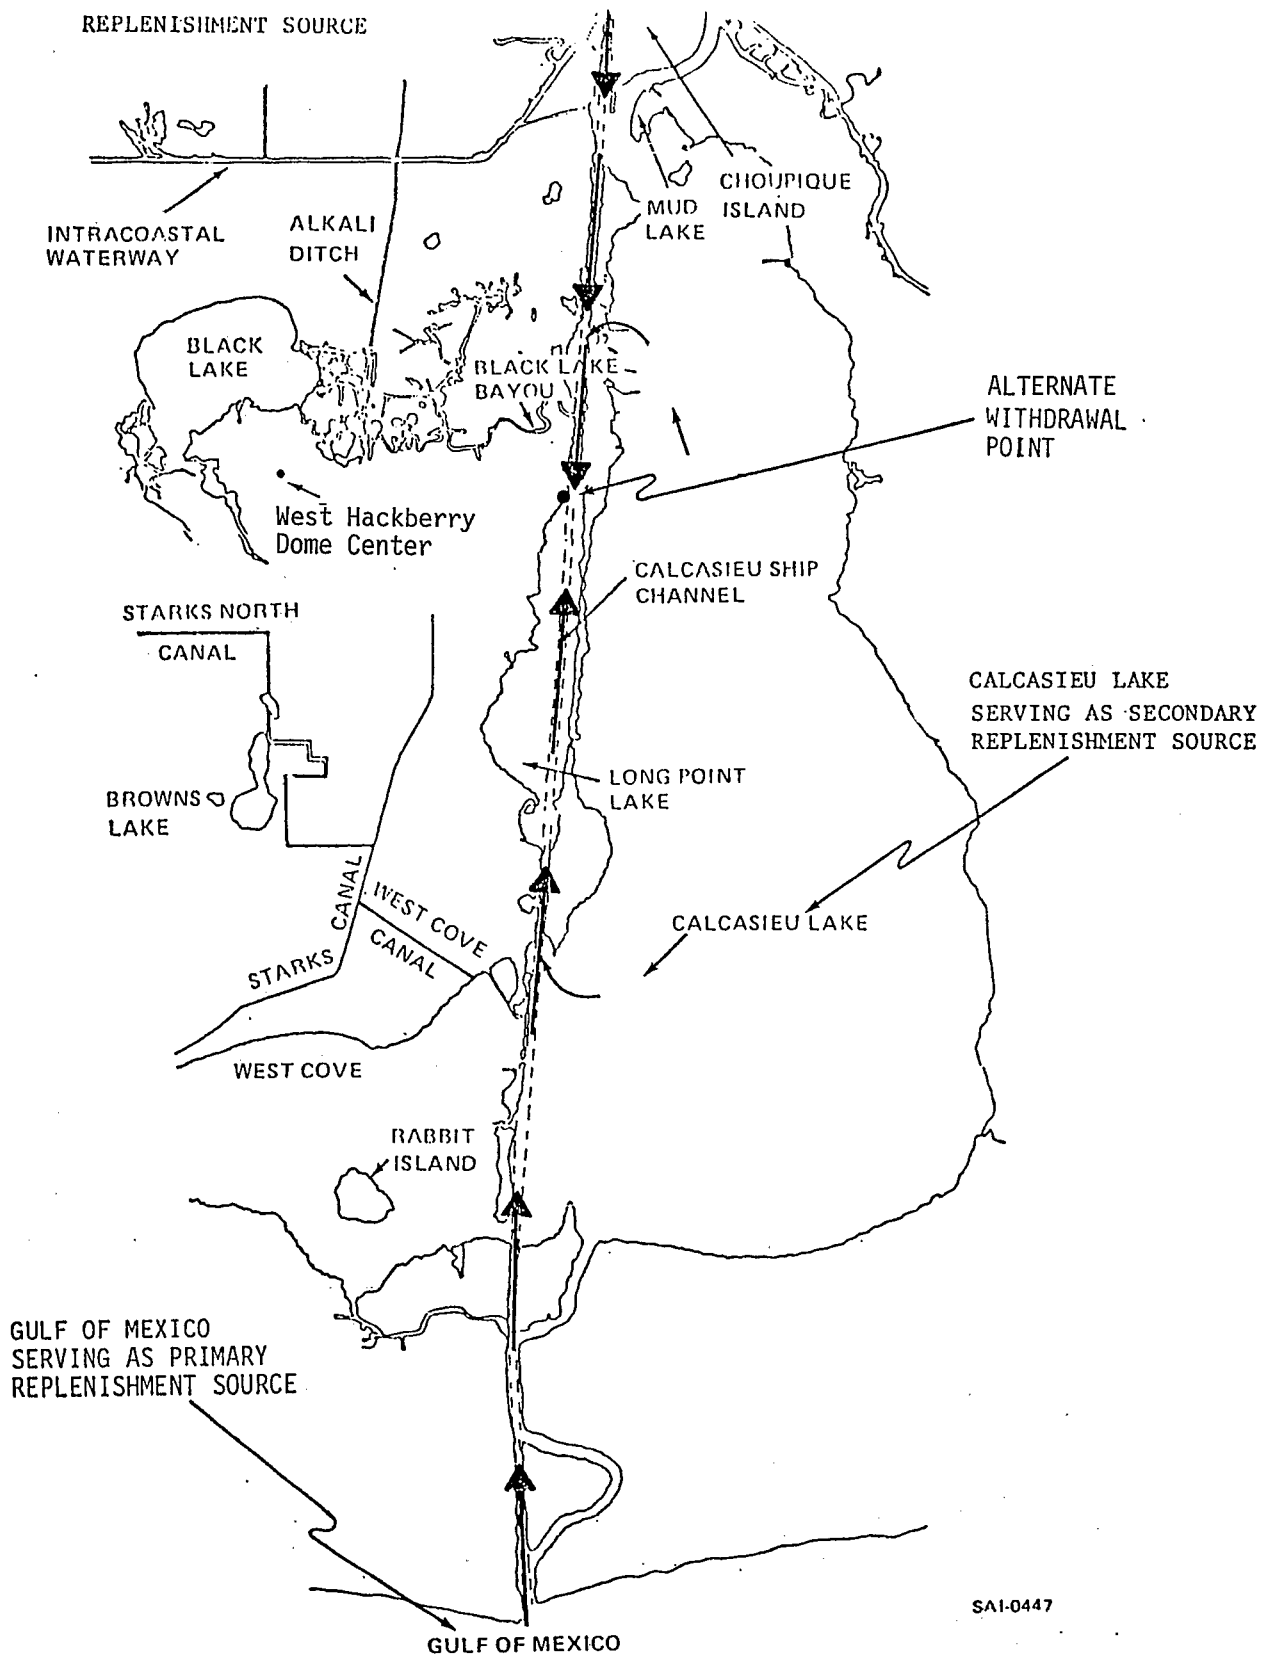 REPLENISHMENT SOURCE
CHOUPIQUE
ISLAND
MUD
LAKE
INTRACOASTAL
WATERWAY
ALKALI
DITCH
BLACK
LAKE
BLACK LAKE
BAYOU
ALTERNATE
WITHDRAWAL
POINT
West Hackberry
Dome Center
CALCASIEU SHIP
CHANNEL
STARKS NORTH
CANAL
CALCASIEU LAKE
SERVING AS SECONDARY
REPLENISHMENT SOURCE
LONG POINT
LAKE
BROWNS
LAKE
STARKS CANAL
WEST COVE
CANAL
CALCASIEU LAKE
WEST COVE
RABBIT
ISLAND
GULF OF MEXICO
SERVING AS PRIMARY
REPLENISHMENT SOURCE
SAI-0447
GULF OF MEXICO